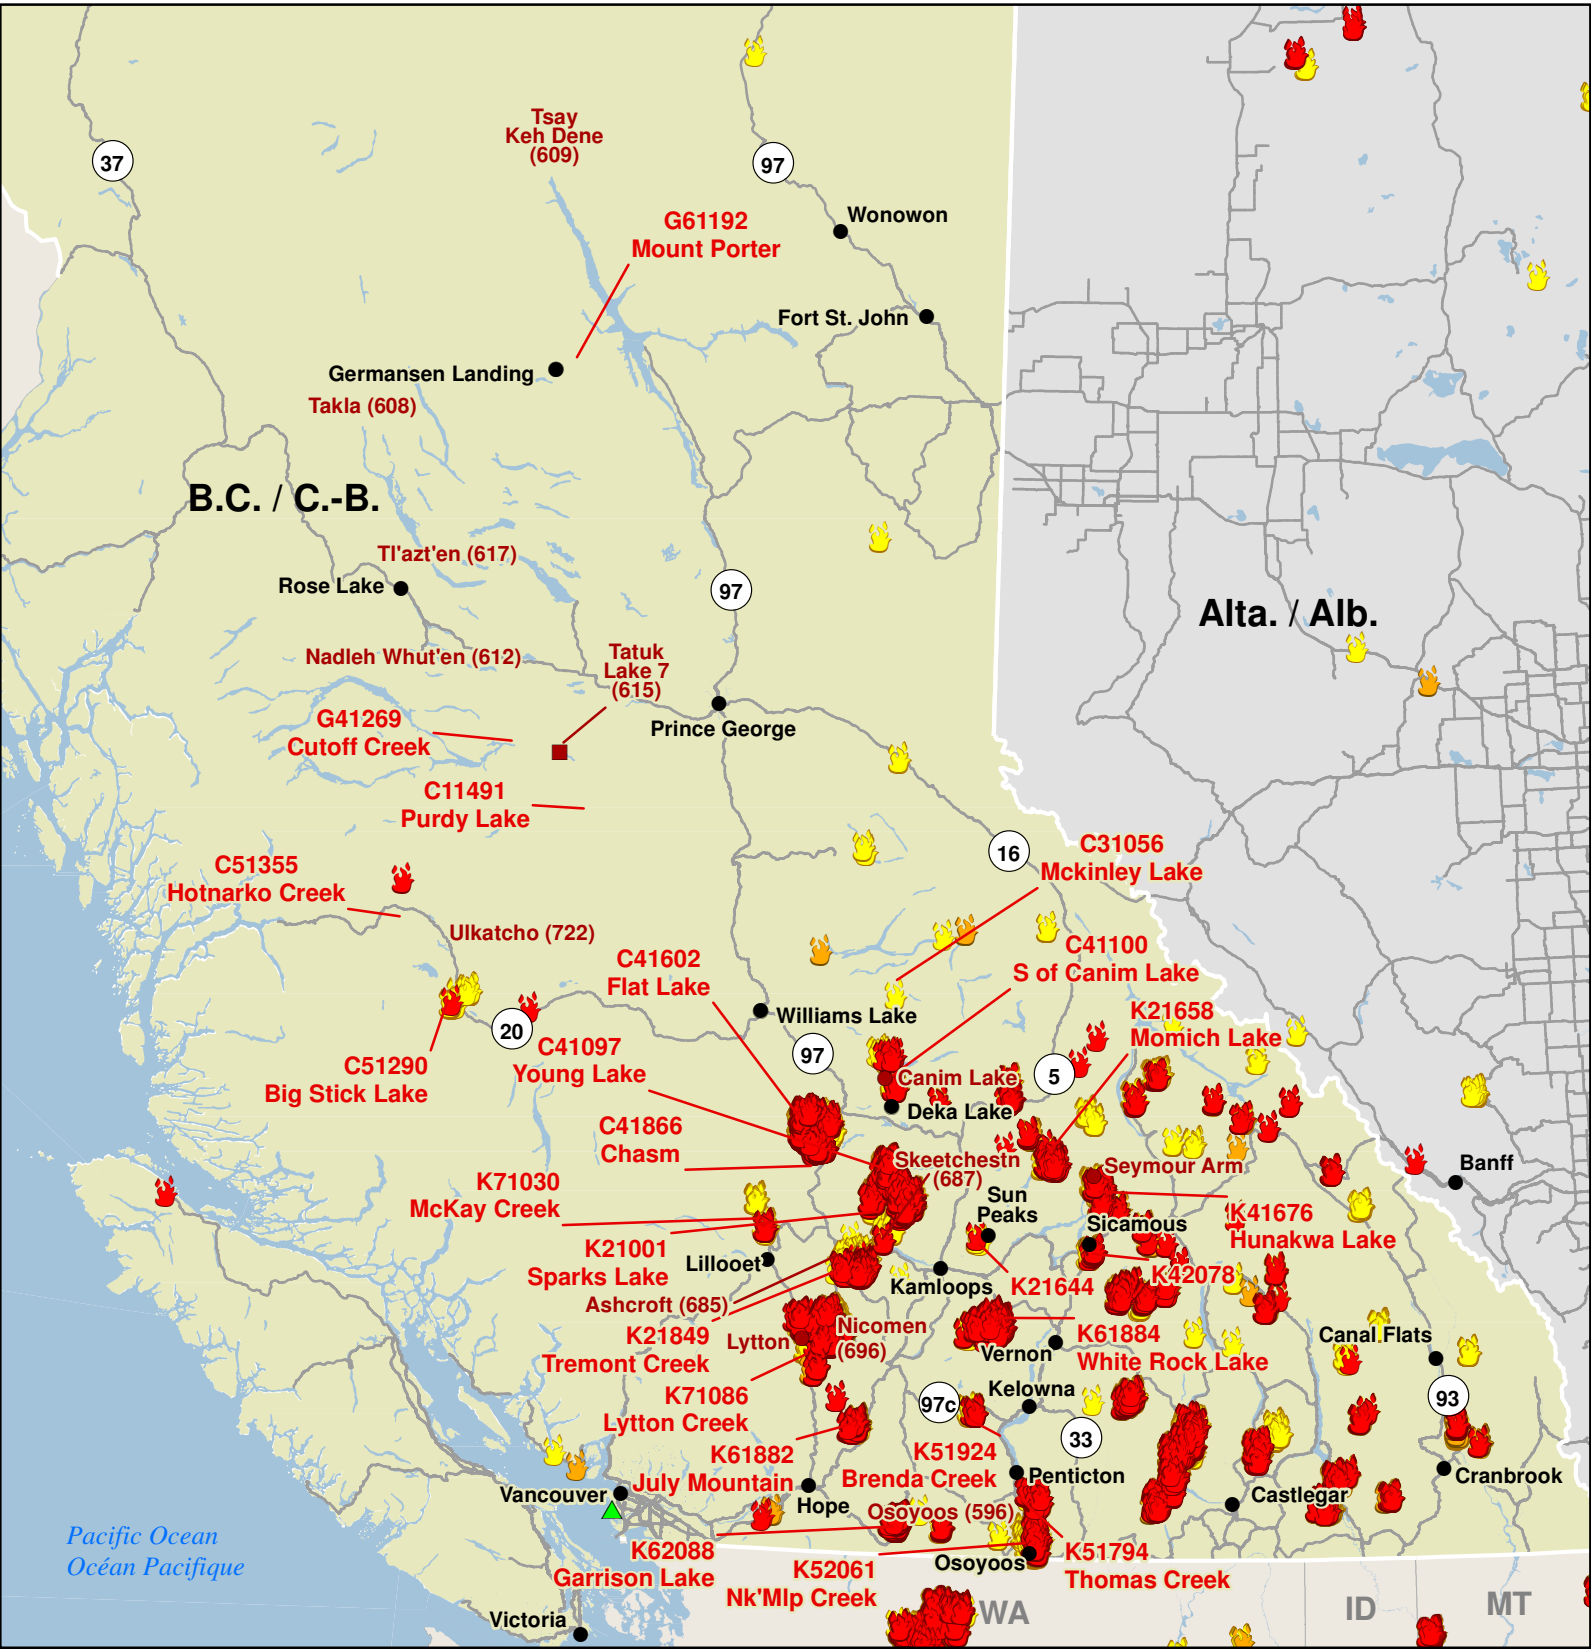 Tsay
Keh Dene
(609)
37
97
G61192
Mount Porter
Wonowon
Fort St. John
Germansen Landing
Takla (608)
B.C. / C.-B.
Tl'azt'en (617)
Rose Lake
97
Alta. / Alb.
Nadleh Whut'en (612)
Tatuk
Lake 7
(615)
G41269
Cutoff Creek
Prince George
C11491
Purdy Lake
16
C31056
Mckinley Lake
C51355
Hotnarko Creek
Ulkatcho (722)
C41602
Flat Lake
C41100
S of Canim Lake
Williams Lake
K21658
Momich Lake
20
97
C41097
Young Lake
C51290
Big Stick Lake
Canim Lake
5
Deka Lake
C41866
Chasm
Skeetchestn
(687)
Seymour Arm
Banff
K71030
McKay Creek
Sun
Peaks
Sicamous
K41676
Hunakwa Lake
K21001
Sparks Lake
Lillooet
Kamloops
K21644
K42078
Ashcroft (685)
K21849
Tremont Creek
Lytton
Nicomen
(696)
Vernon
K61884
White Rock Lake
Canal Flats
K71086
Lytton Creek
97c
Kelowna
93
33
K61882
July Mountain
K51924
Brenda Creek
Penticton
Cranbrook
Vancouver
Hope
Castlegar
Osoyoos (596)
Pacific Ocean
Océan Pacifique
K62088
Garrison Lake
K52061
Nk'Mlp Creek
Osoyoos
K51794
Thomas Creek
Victoria
WA
ID
MT